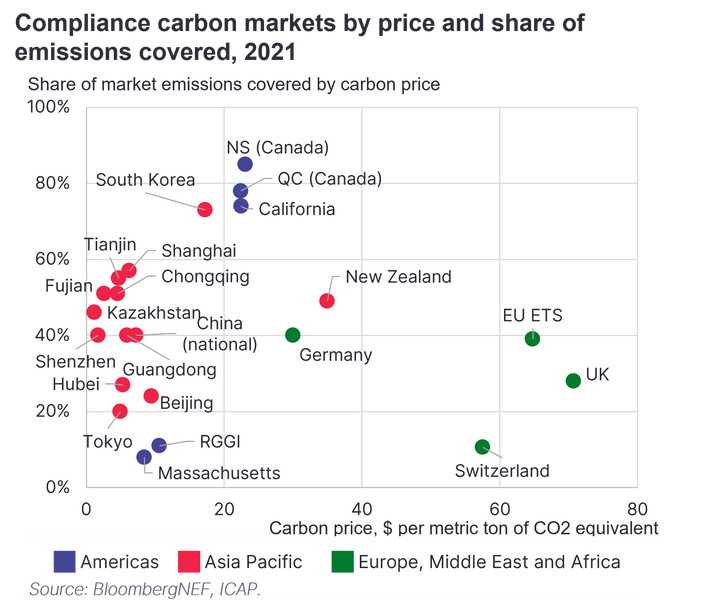 Compliance carbon markets by price and share of
emissions covered, 2021
Share of market emissions covered by carbon price
100%
80%
60%
40%
20%
0%
NS (Canada)
South Korea
QC (Canada)
California
Tianjin
Shanghai
Fujian
Chongqing
New Zealand
Kazakhstan
China
(national)
EU ETS
Shenzhen
Guangdong
Germany
Hubei
UK
Beijing
Tokyo
RGGI
Massachusetts
Switzerland
0
20
40
60
80
Carbon price, $ per metric ton of CO2 equivalent
Americas
Asia Pacific
Europe, Middle East and Africa
Source: BloombergNEF, ICAP.